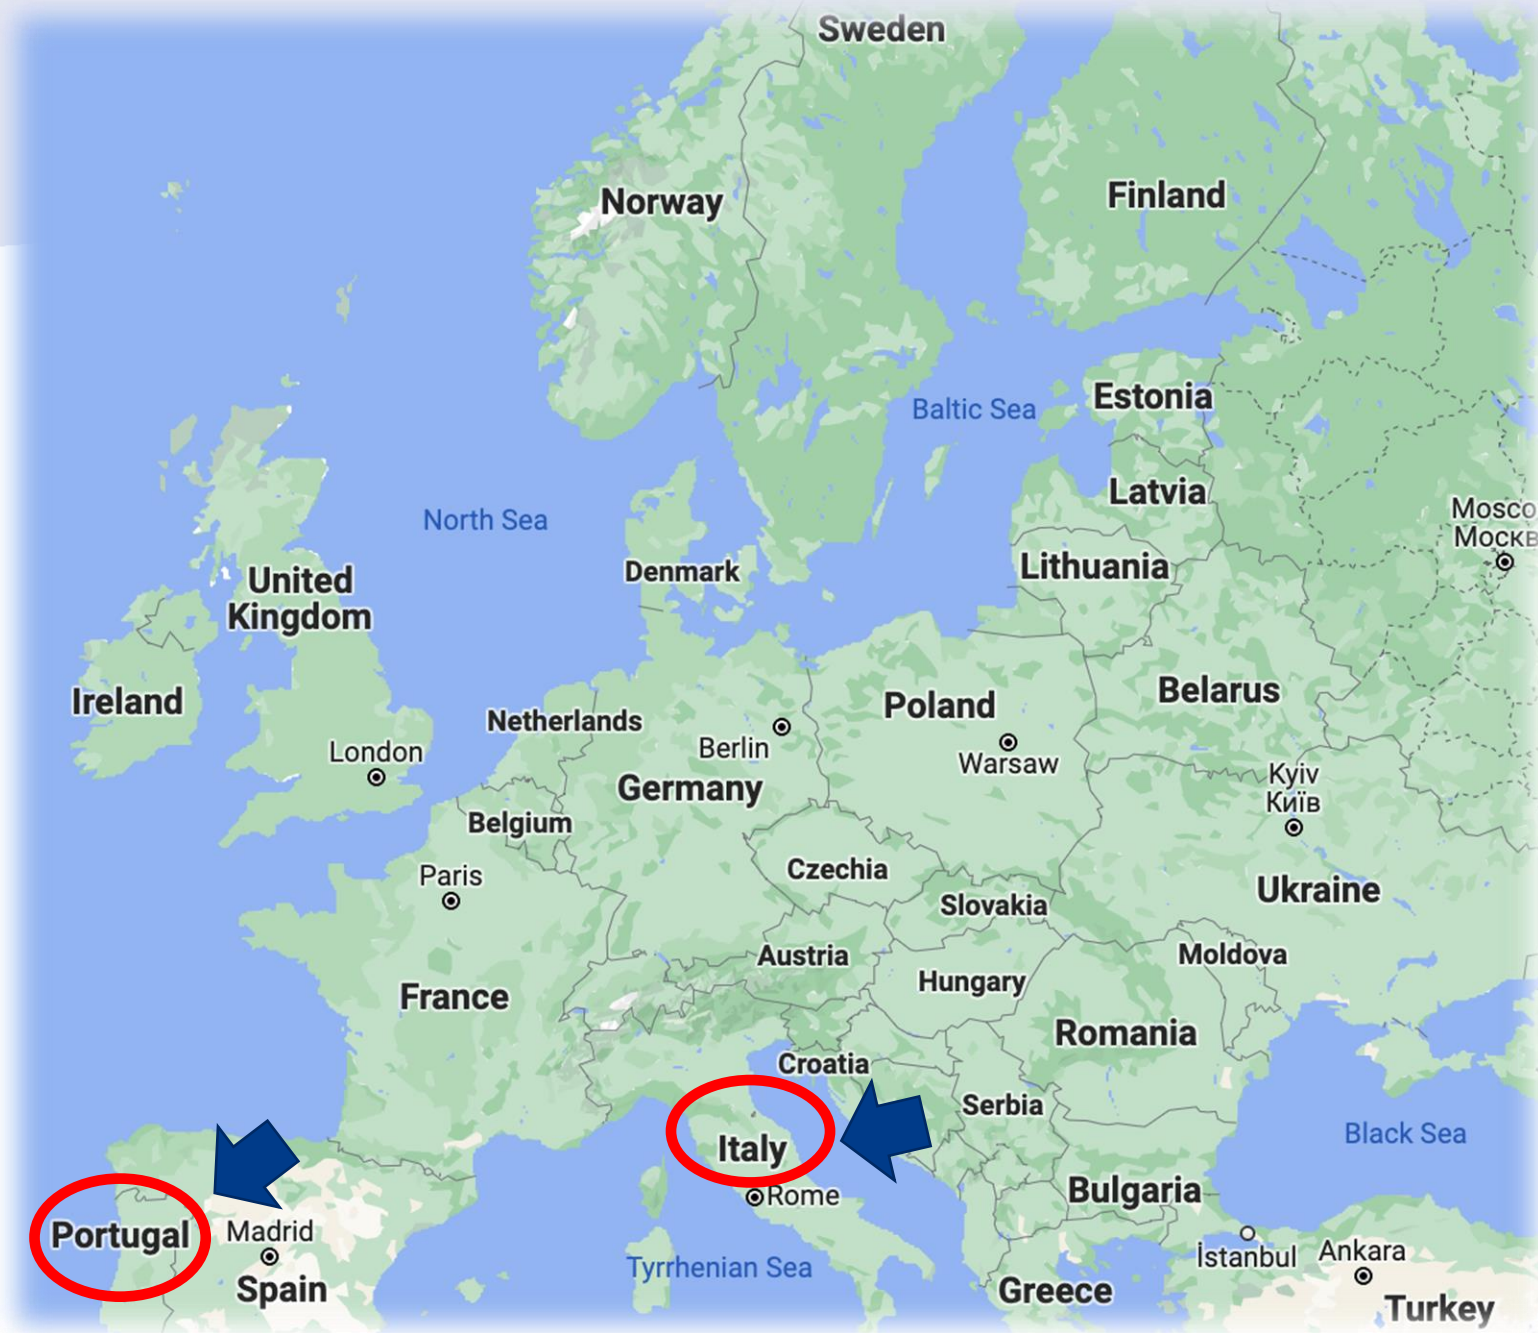 Sweden
Norway
Finland
Estonia
Baltic Sea
Latvia
North Sea
Mosco
Москв
Lithuania
Denmark
United
Kingdom
Ireland
Belarus
Poland
Netherlands
Berlin
London
Warsaw
Kyiv
Київ
Germany
Belgium
Czechia
Paris
Ukraine
Slovakia
Austria
Moldova
Hungary
France
Romania
Croatia
Serbia
Black Sea
Italy
Rome
Bulgaria
Portugal
Madrid
İstanbul
Ankara
Tyrrhenian Sea
Spain
Greece
Turkey